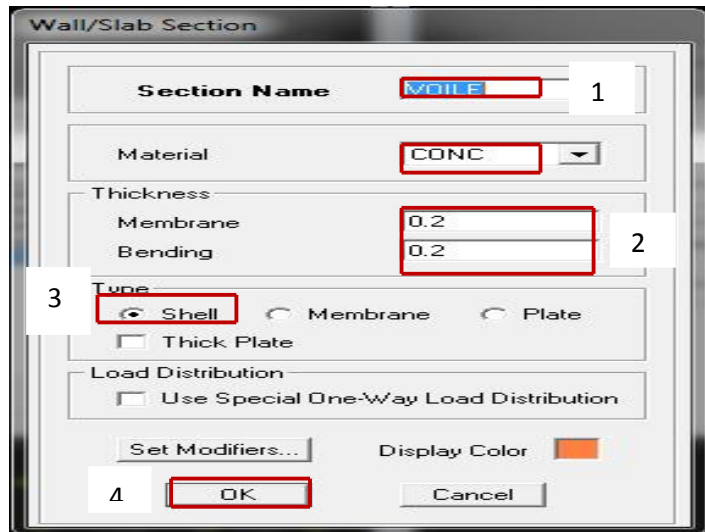 Wall/Slab Section
Section Name VOILE 1
Material CONC
Thickness
Membrane 0.2
Bending 0.2 2
3 Type
Shell Membrane Plate
Thick Plate
Load Distribution
Use Special One-Way Load Distribution
Set Modifiers... Display Color
4 OK Cancel